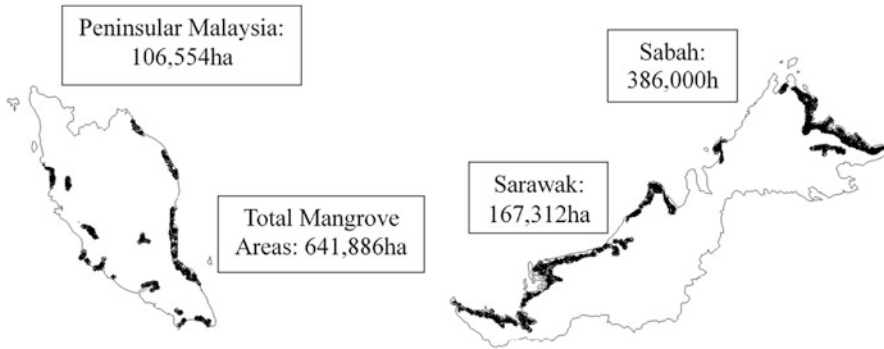 Peninsular Malaysia:
106,554ha
Sabah:
386,000h
Sarawak:
167,312ha
Total Mangrove
Areas: 641,886ha